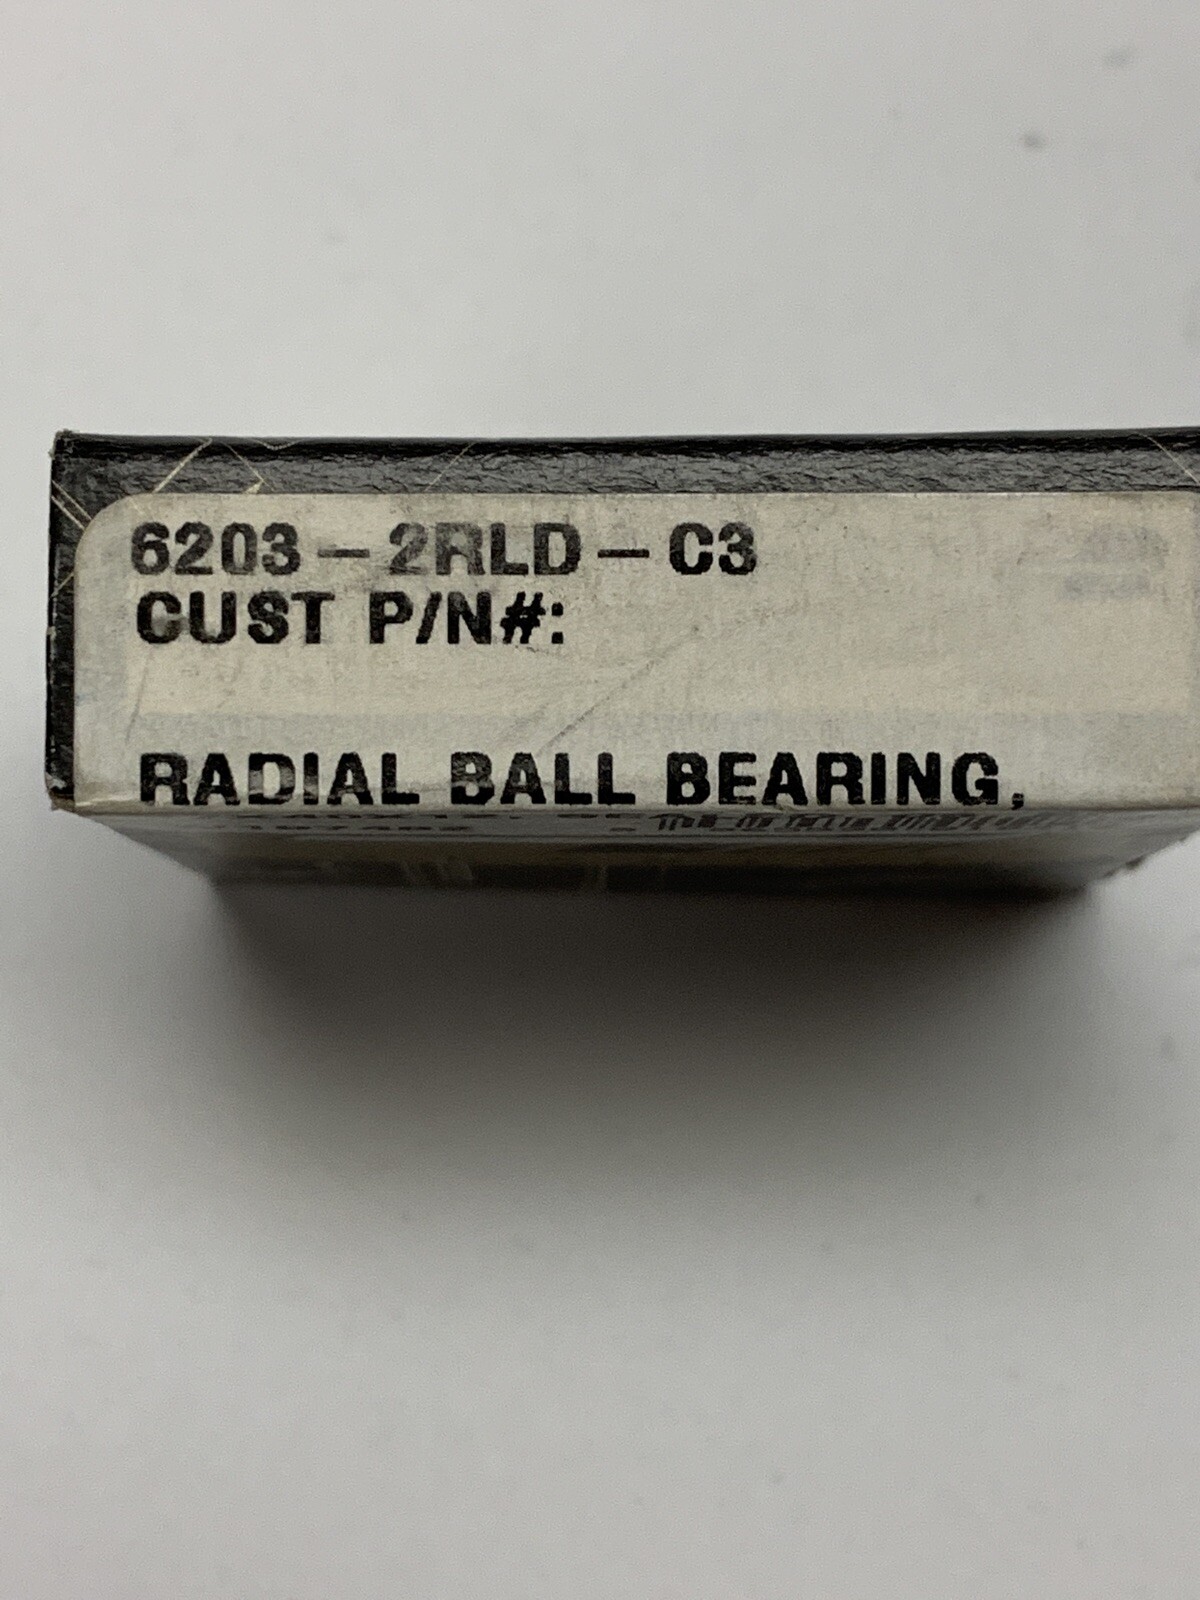 6203-2RLD-C3
CUST P/N#:
RADIAL BALL BEARING,